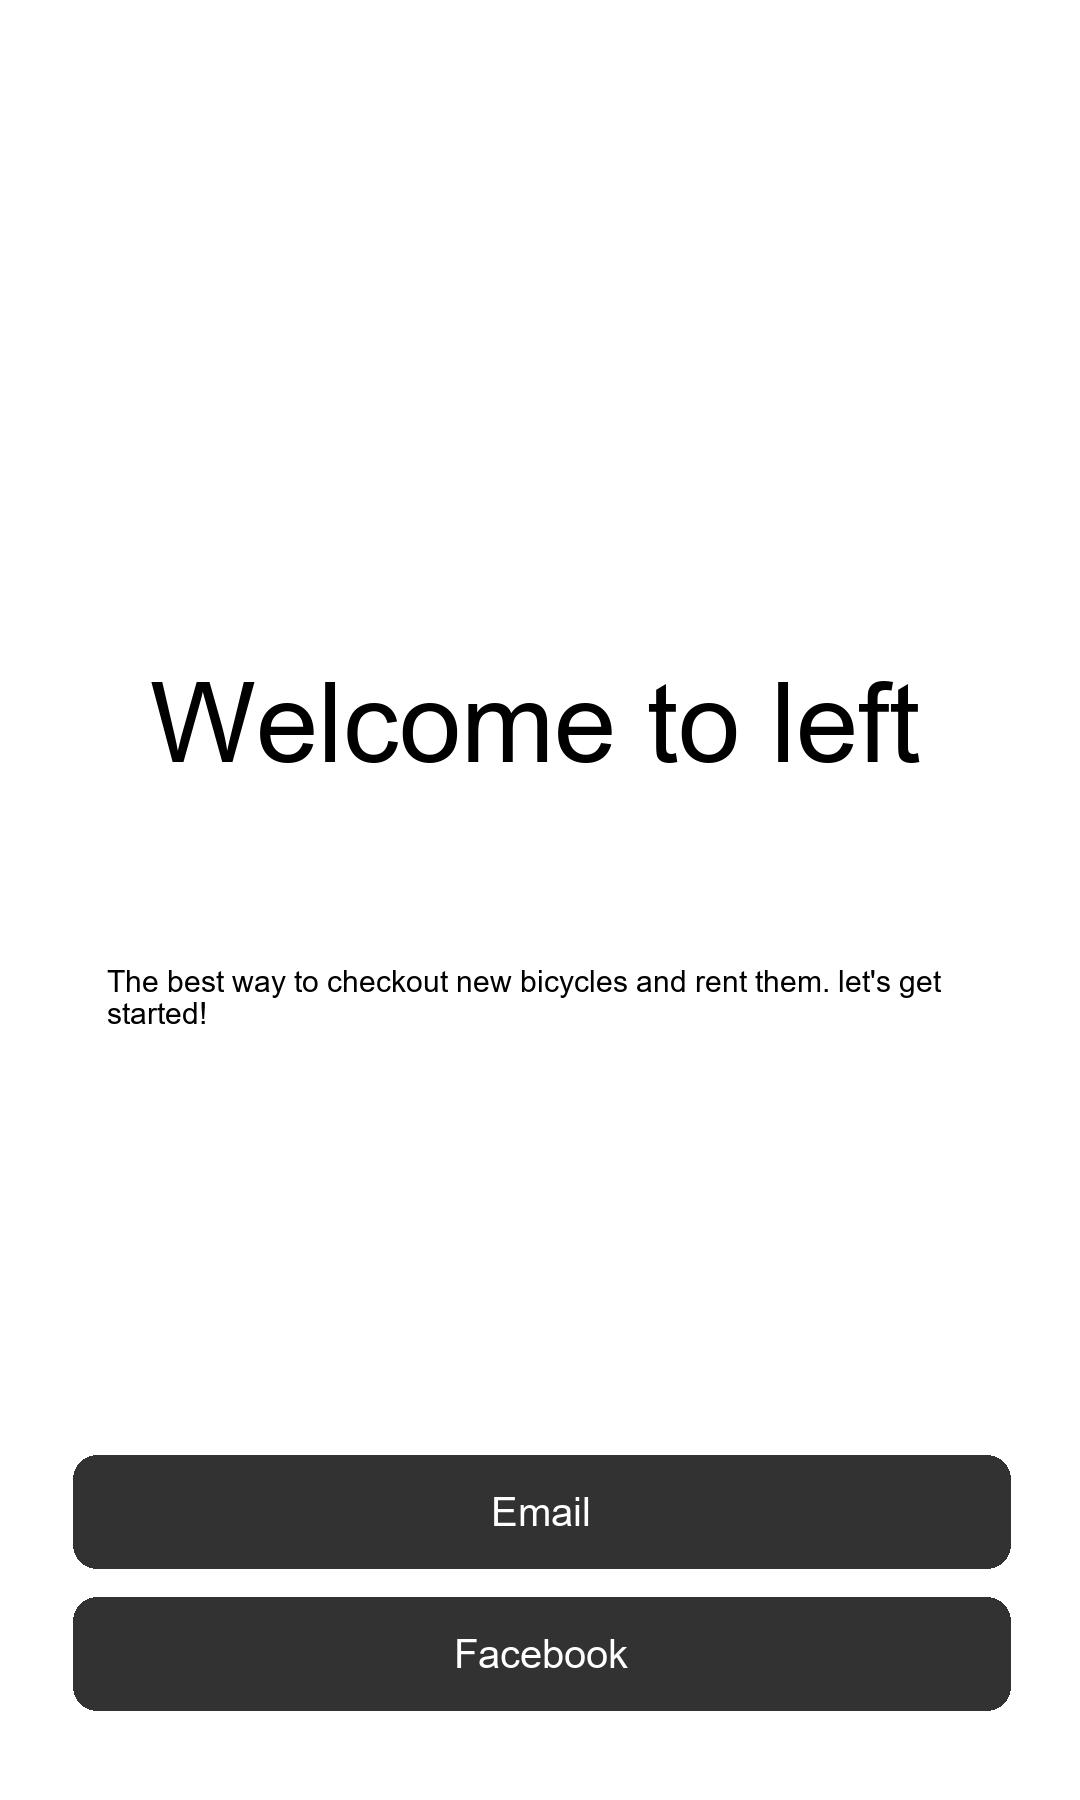 Welcome to left
The best way to checkout new bicycles and rent them. let's get
started!
Email
Facebook